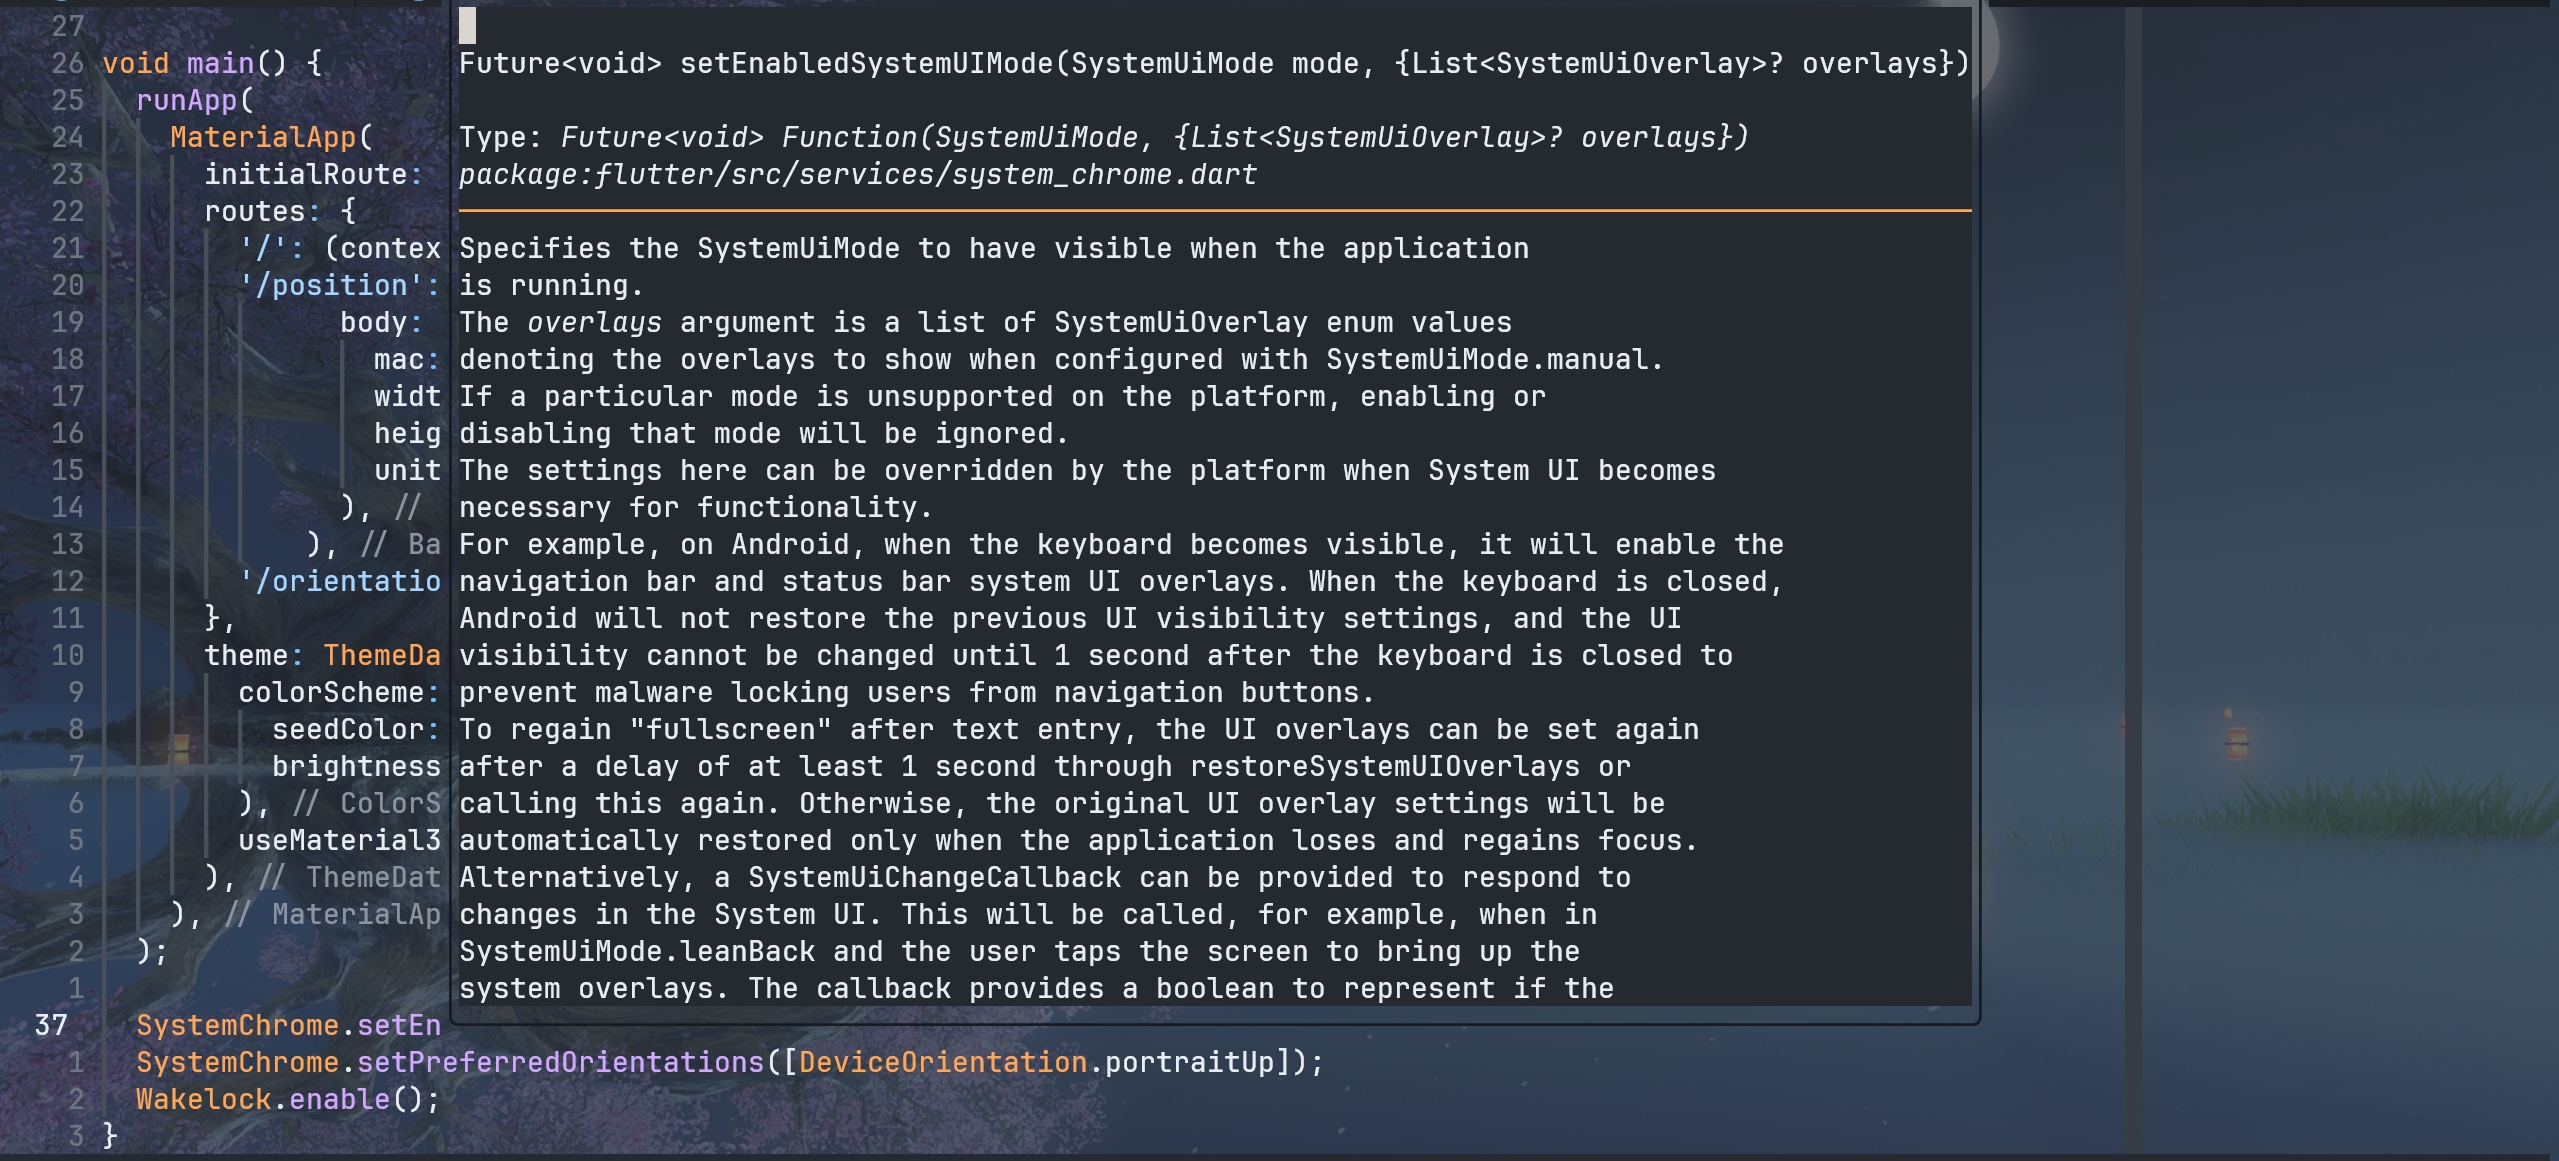 27
26 void main() {
25 runApp(
24 MaterialApp(
23 initialRoute:
22 routes: {
21 '/': (contex
20 '/position':
19 body:
18 mac:
17 widt
16 heig
15 unit
14 ), //
13 ), // Ba
12 '/orientatio
11 },
10 theme: ThemeDa
9 colorScheme:
8 seedColor:
7 brightness
6 ), // ColorS
5 useMaterial3
4 ), // ThemeDat
3 ), // MaterialAp
2 );
1
37 SystemChrome.setEn
1 SystemChrome.setPreferredOrientations([DeviceOrientation.portraitUp]);
2 Wakelock.enable();
3 }
Future<void> setEnabledSystemUIMode(SystemUiMode mode, {List<SystemUiOverlay>? overlays})
Type: Future<void> Function(SystemUiMode, {List<SystemUiOverlay>? overlays})
package:flutter/src/services/system_chrome.dart
Specifies the SystemUiMode to have visible when the application
is running.
The overlays argument is a list of SystemUiOverlay enum values
denoting the overlays to show when configured with SystemUiMode.manual.
If a particular mode is unsupported on the platform, enabling or
disabling that mode will be ignored.
The settings here can be overridden by the platform when System UI becomes
necessary for functionality.
For example, on Android, when the keyboard becomes visible, it will enable the
navigation bar and status bar system UI overlays. When the keyboard is closed,
Android will not restore the previous UI visibility settings, and the UI
visibility cannot be changed until 1 second after the keyboard is closed to
prevent malware locking users from navigation buttons.
To regain "fullscreen" after text entry, the UI overlays can be set again
after a delay of at least 1 second through restoreSystemUIOverlays or
calling this again. Otherwise, the original UI overlay settings will be
automatically restored only when the application loses and regains focus.
Alternatively, a SystemUiChangeCallback can be provided to respond to
changes in the System UI. This will be called, for example, when in
SystemUiMode.leanBack and the user taps the screen to bring up the
system overlays. The callback provides a boolean to represent if the